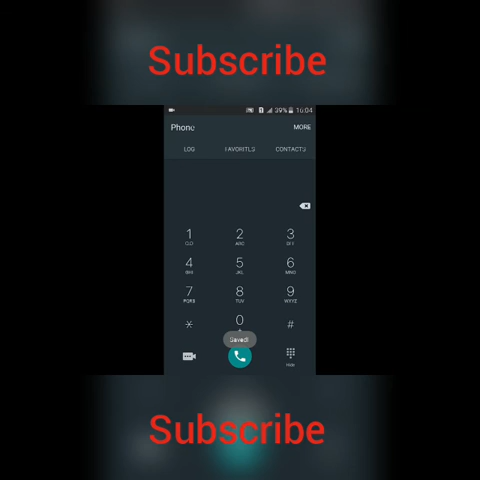 Subscribe
39% 16:04
Phone MORE
LOG FAVORITES CONTACTS
1 2 3
ABC DEF
4 5 6
GHI JKL MNO
7 8 9
PQRS TUV WXYZ
* 0 #
+
Saved!
Hide
Subscribe